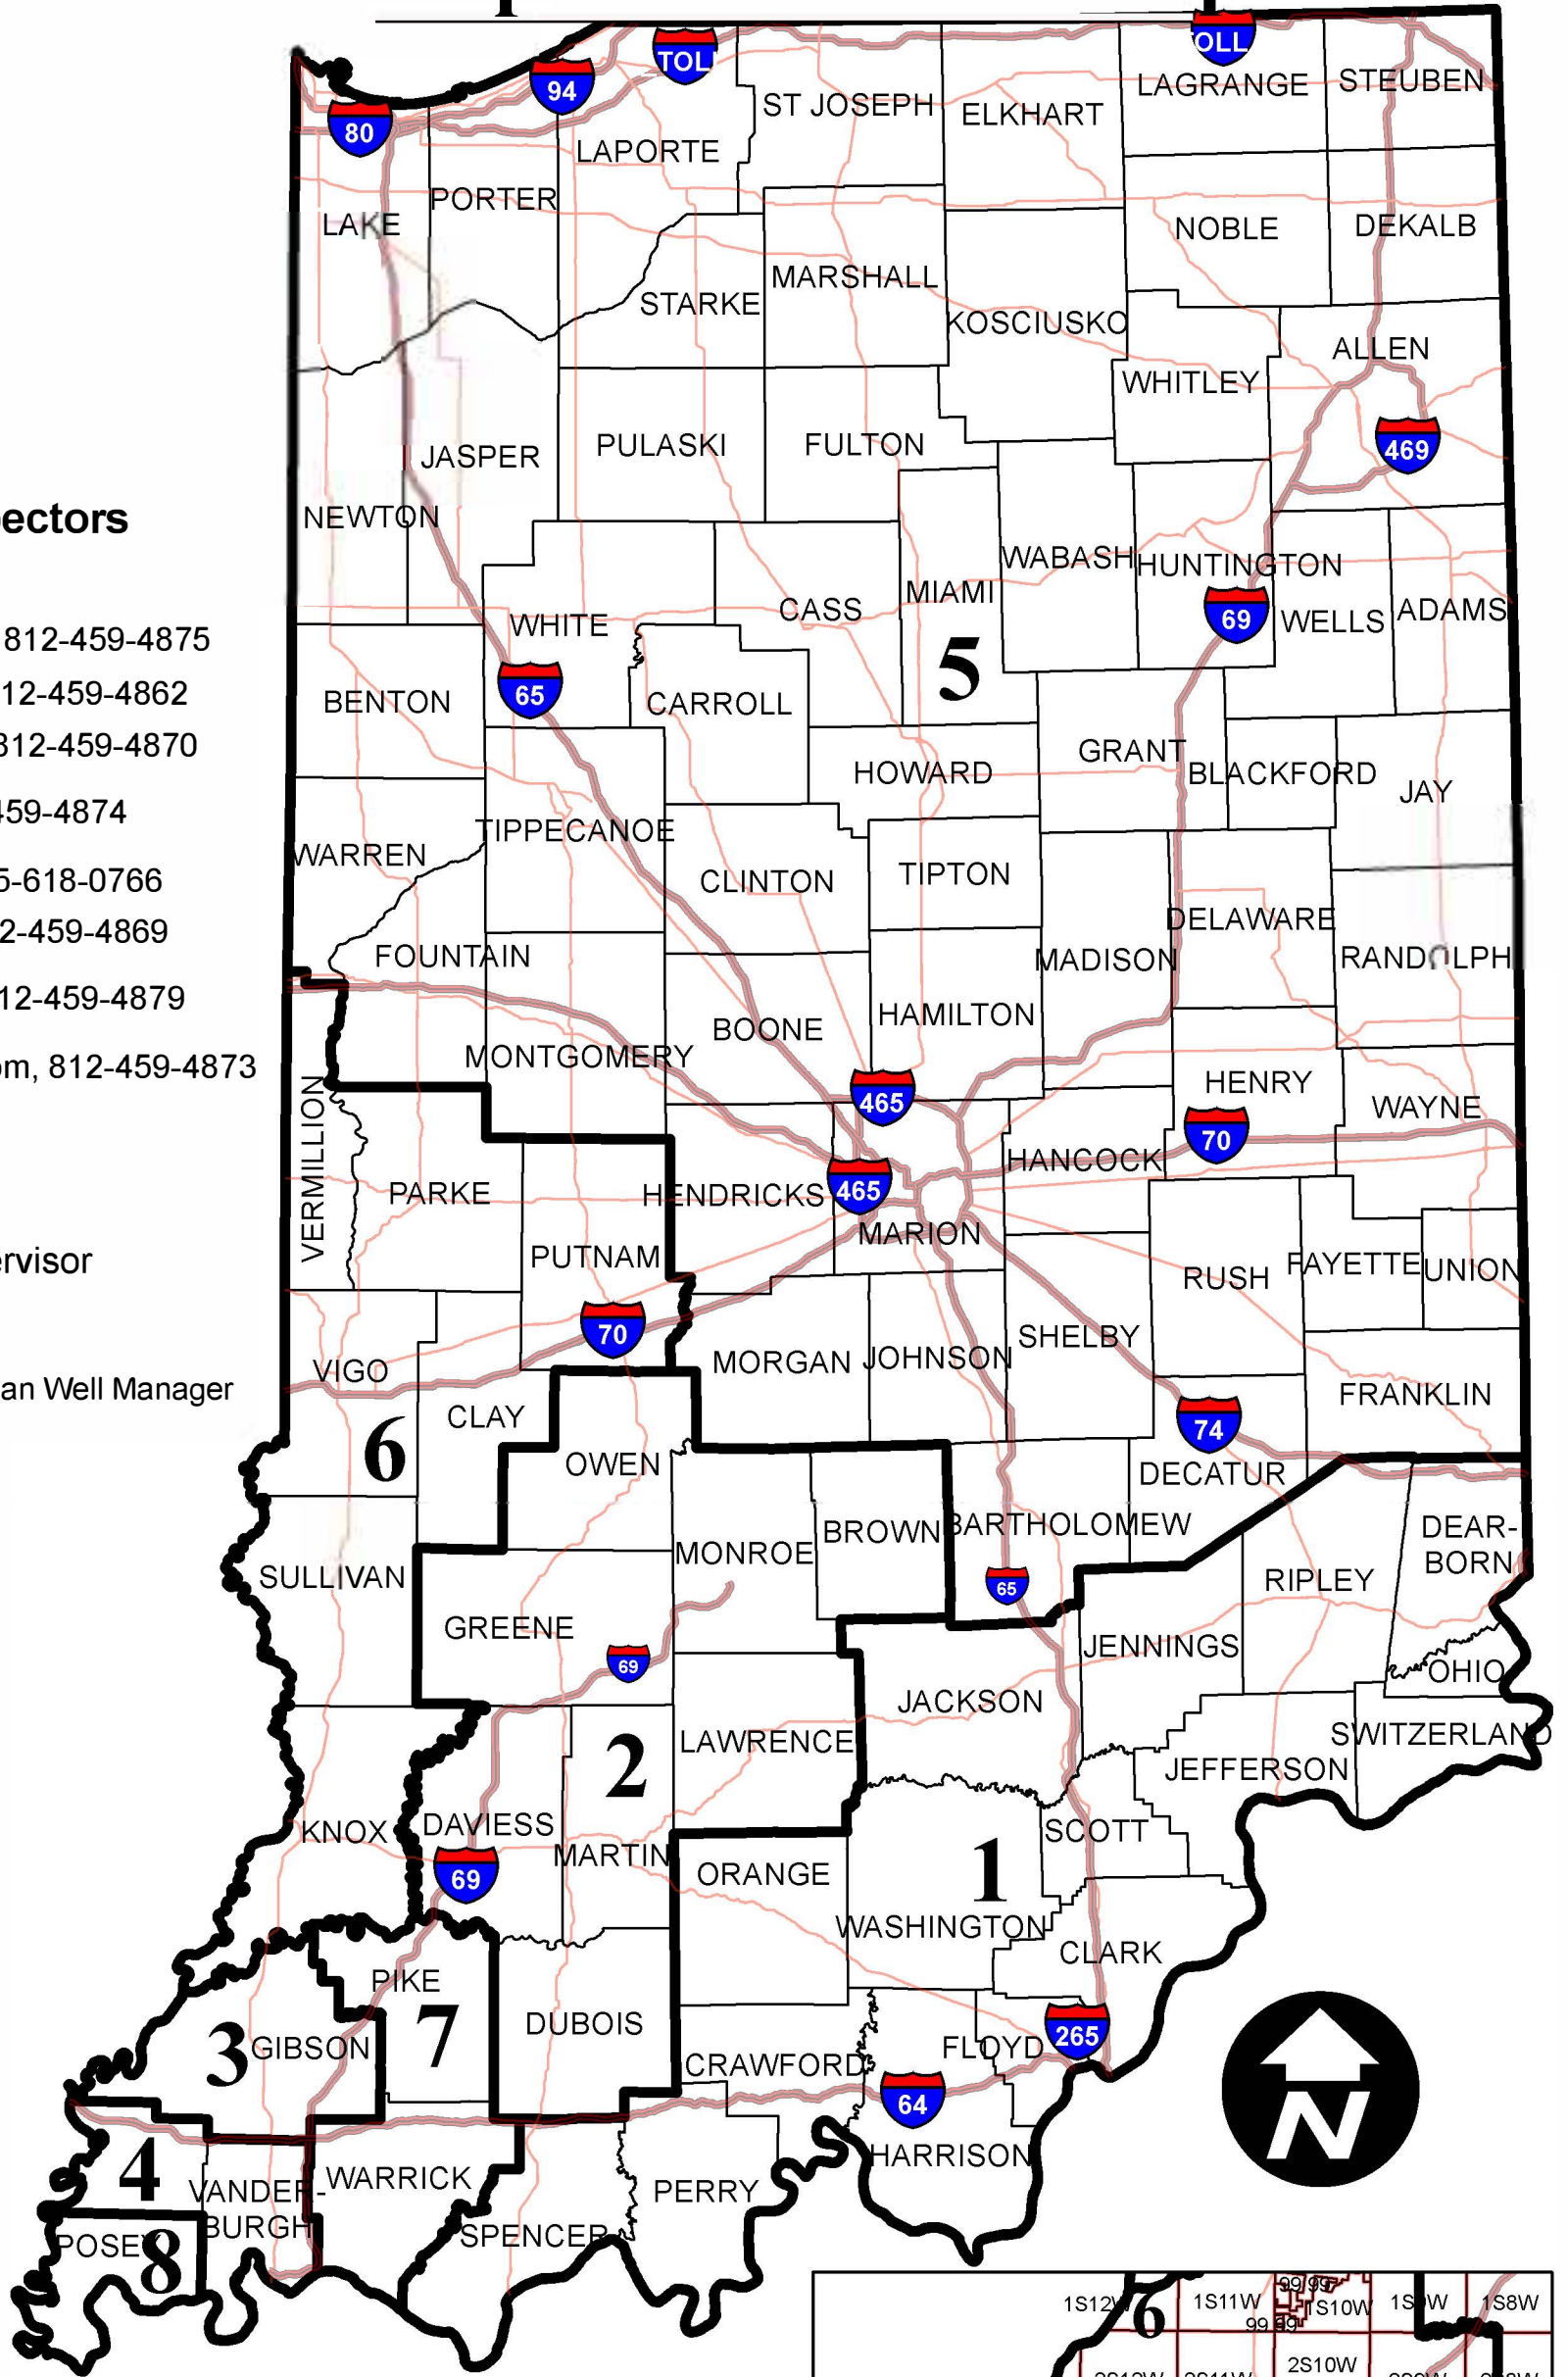 TOLL
OLL
94
80
LAGRANGE
STEUBEN
ST JOSEPH
ELKHART
LAPORTE
PORTER
LAKE
NOBLE
DEKALB
MARSHALL
STARKE
KOSCIUSKO
ALLEN
WHITLEY
469
JASPER
PULASKI
FULTON
NEWTON
ectors
WABASH
HUNTINGTON
MIAMI
CASS
69
WELLS
ADAMS
WHITE
812-459-4875
5
12-459-4862
65
BENTON
CARROLL
812-459-4870
GRANT
HOWARD
BLACKFORD
JAY
459-4874
TIPPECANOE
WARREN
CLINTON
TIPTON
5-618-0766
DELAWARE
2-459-4869
FOUNTAIN
MADISON
RANDOLPH
12-459-4879
HAMILTON
BOONE
MONTGOMERY
om, 812-459-4873
465
HENRY
WAYNE
70
VERMILLION
HANCOCK
PARKE
HENDRICKS
465
MARION
PUTNAM
ervisor
RUSH
FAYETTE
UNION
70
SHELBY
VIGO
MORGAN
JOHNSON
an Well Manager
FRANKLIN
CLAY
74
6
OWEN
DECATUR
BROWN
BARTHOLOMEW
DEAR-
BORN
MONROE
SULLIVAN
RIPLEY
65
GREENE
JENNINGS
69
OHIO
JACKSON
SWITZERLAND
LAWRENCE
2
JEFFERSON
DAVIESS
KNOX
SCOTT
MARTIN
ORANGE
1
69
WASHINGTON
CLARK
PIKE
DUBOIS
265
7
3
GIBSON
FLOYD
CRAWFORD
64
N
HARRISON
4
WARRICK
VANDER-
BURGH
PERRY
SPENCER
POSEY
8
99 99
1S12W
6
1S11W
1S10W
1S9W
1S8W
99 99
2S10W